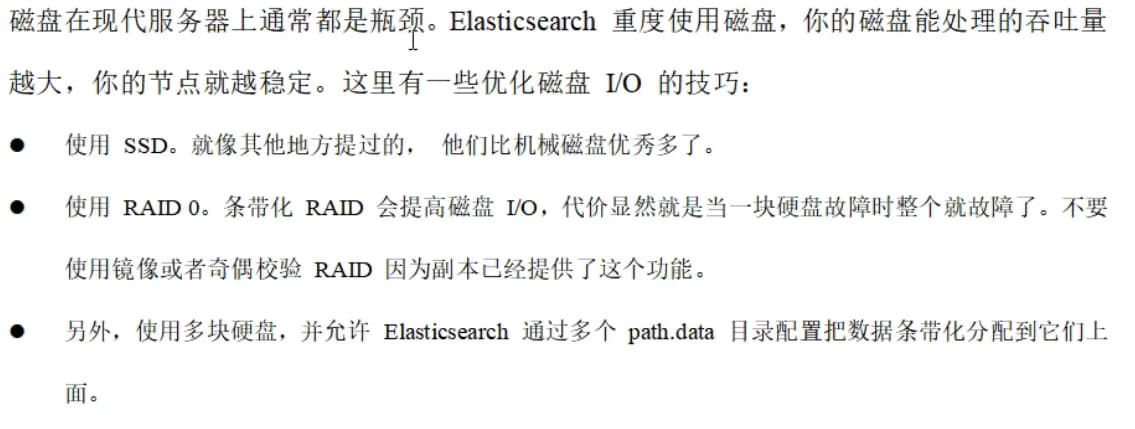 磁盘在现代服务器上通常都是瓶颈。Elasticsearch 重度使用磁盘，你的磁盘能处理的吞吐量
越大，你的节点就越稳定。这里有一些优化磁盘 I/O 的技巧：
● 使用 SSD。就像其他地方提过的， 他们比机械磁盘优秀多了。
● 使用 RAID 0。条带化 RAID 会提高磁盘 I/O，代价显然就是当一块硬盘故障时整个就故障了。不要
使用镜像或者奇偶校验 RAID 因为副本已经提供了这个功能。
● 另外，使用多块硬盘，并允许 Elasticsearch 通过多个 path.data 目录配置把数据条带化分配到它们上
面。